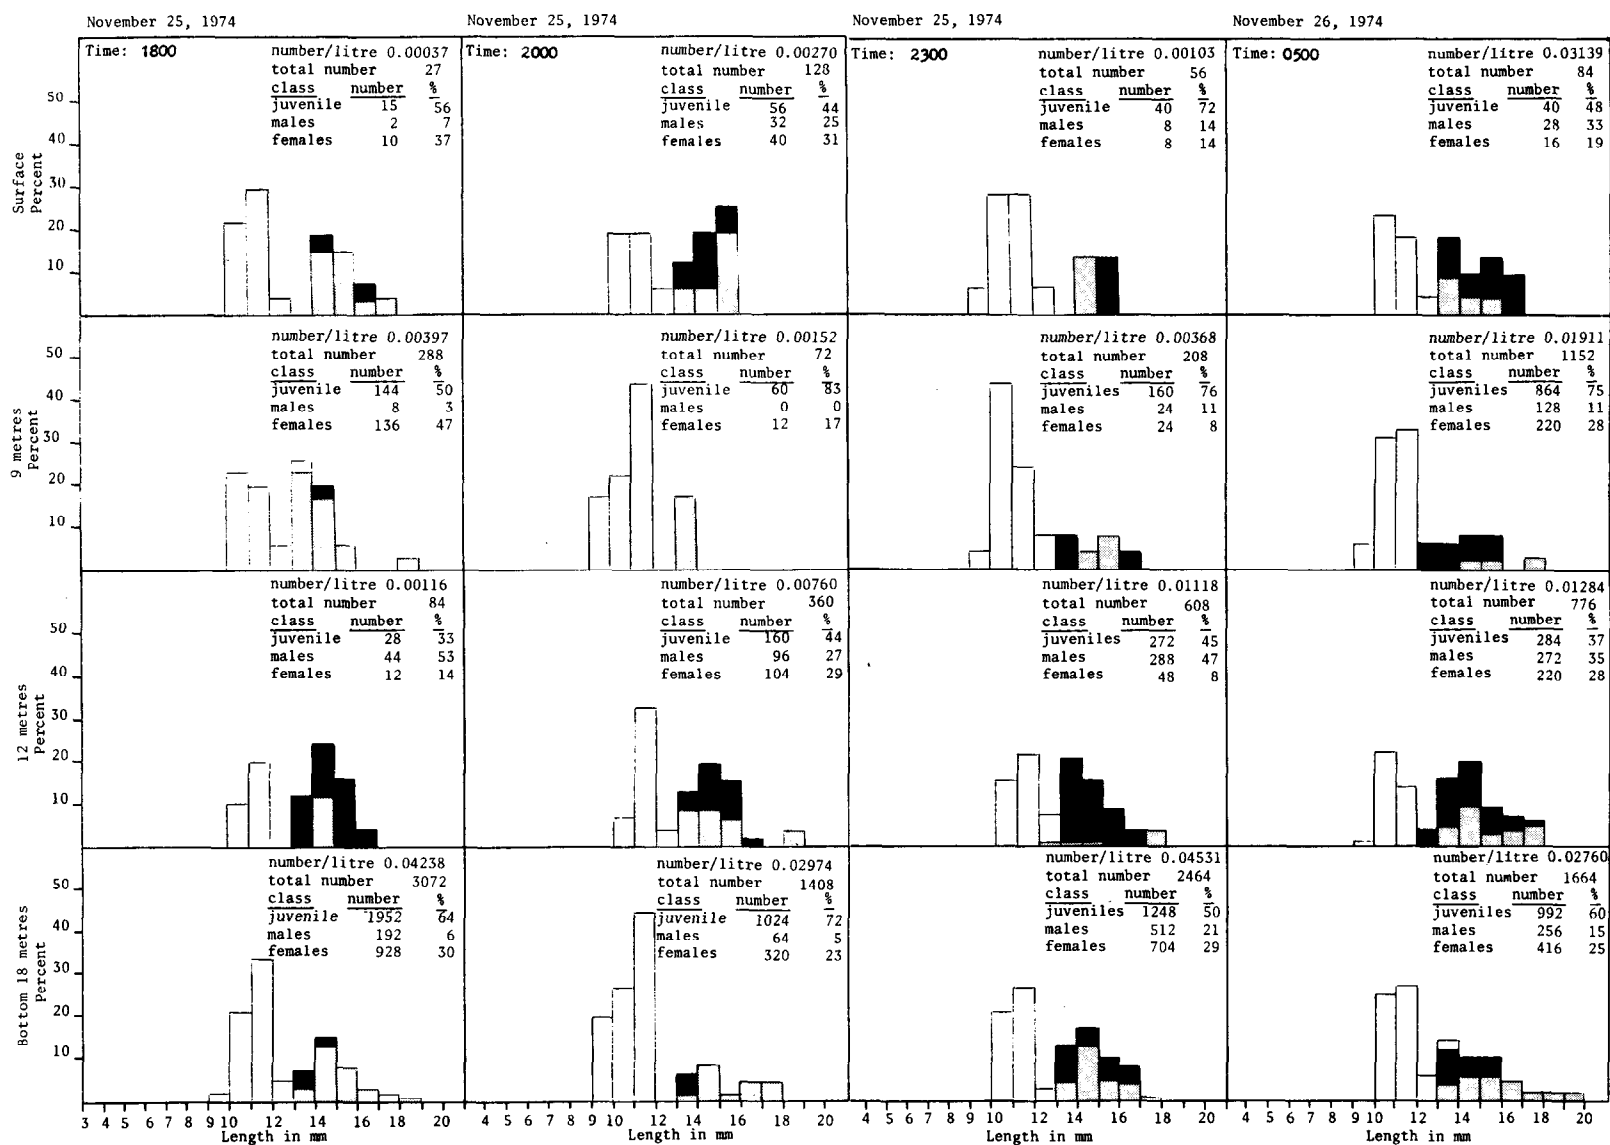 November 25, 1974 November 25, 1974 November 25, 1974 November 26, 1974
Time: 1800
number/litre 0.00037
total number 27
class number %
juvenile 15 56
males 2 7
females 10 37
Time: 2000
number/litre 0.00270
total number 128
class number %
juvenile 56 44
males 32 25
females 40 31
Time: 2300
number/litre 0.00103
total number 56
class number %
juvenile 40 72
males 8 14
females 8 14
Time: 0500
number/litre 0.03139
total number 84
class number %
juvenile 40 48
males 28 33
females 16 19
Surface
Percent
50
40
30
20
10
number/litre 0.00397
total number 288
class number %
juvenile 144 50
males 8 3
females 136 47
number/litre 0.00152
total number 72
class number %
juvenile 60 83
males 0 0
females 12 17
number/litre 0.00368
total number 208
class number %
juveniles 160 76
males 24 11
females 24 8
number/litre 0.01911
total number 1152
class number %
juveniles 864 75
males 128 11
females 220 28
9 metres
Percent
50
40
30
20
10
number/litre 0.00116
total number 84
class number %
juvenile 28 33
males 44 53
females 12 14
number/litre 0.00760
total number 360
class number %
juvenile 160 44
males 96 27
females 104 29
number/litre 0.01118
total number 608
class number %
juveniles 272 45
males 288 47
females 48 8
number/litre 0.01284
total number 776
class number %
juveniles 284 37
males 272 35
females 220 28
12 metres
Percent
50
40
30
20
10
number/litre 0.04238
total number 3072
class number %
juvenile 1952 64
males 192 6
females 928 30
number/litre 0.02974
total number 1408
class number %
juvenile 1024 72
males 64 5
females 320 23
number/litre 0.04531
total number 2464
class number %
juveniles 1248 50
males 512 21
females 704 29
number/litre 0.02760
total number 1664
class number %
juveniles 992 60
males 256 15
females 416 25
Bottom 18 metres
Percent
50
40
30
20
10
3 4 5 6 7 8 9 10 12 14 16 18 20
Length in mm
4 5 6 7 8 9 10 12 14 16 18 20
Length in mm
4 5 6 7 8 9 10 12 14 16 18 20
Length in mm
4 5 6 7 8 9 10 12 14 16 18 20
Length in mm